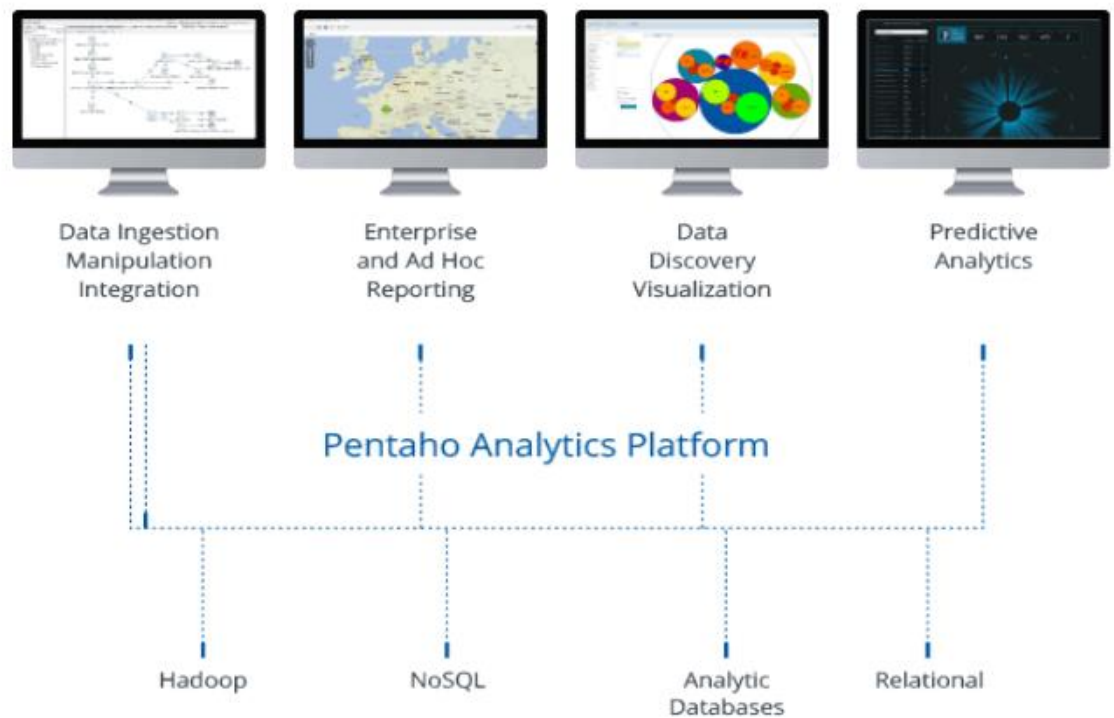 Data Ingestion
Manipulation
Integration
Enterprise
and Ad Hoc
Reporting
Data
Discovery
Visualization
Predictive
Analytics
Pentaho Analytics Platform
Hadoop
NoSQL
Analytic
Databases
Relational